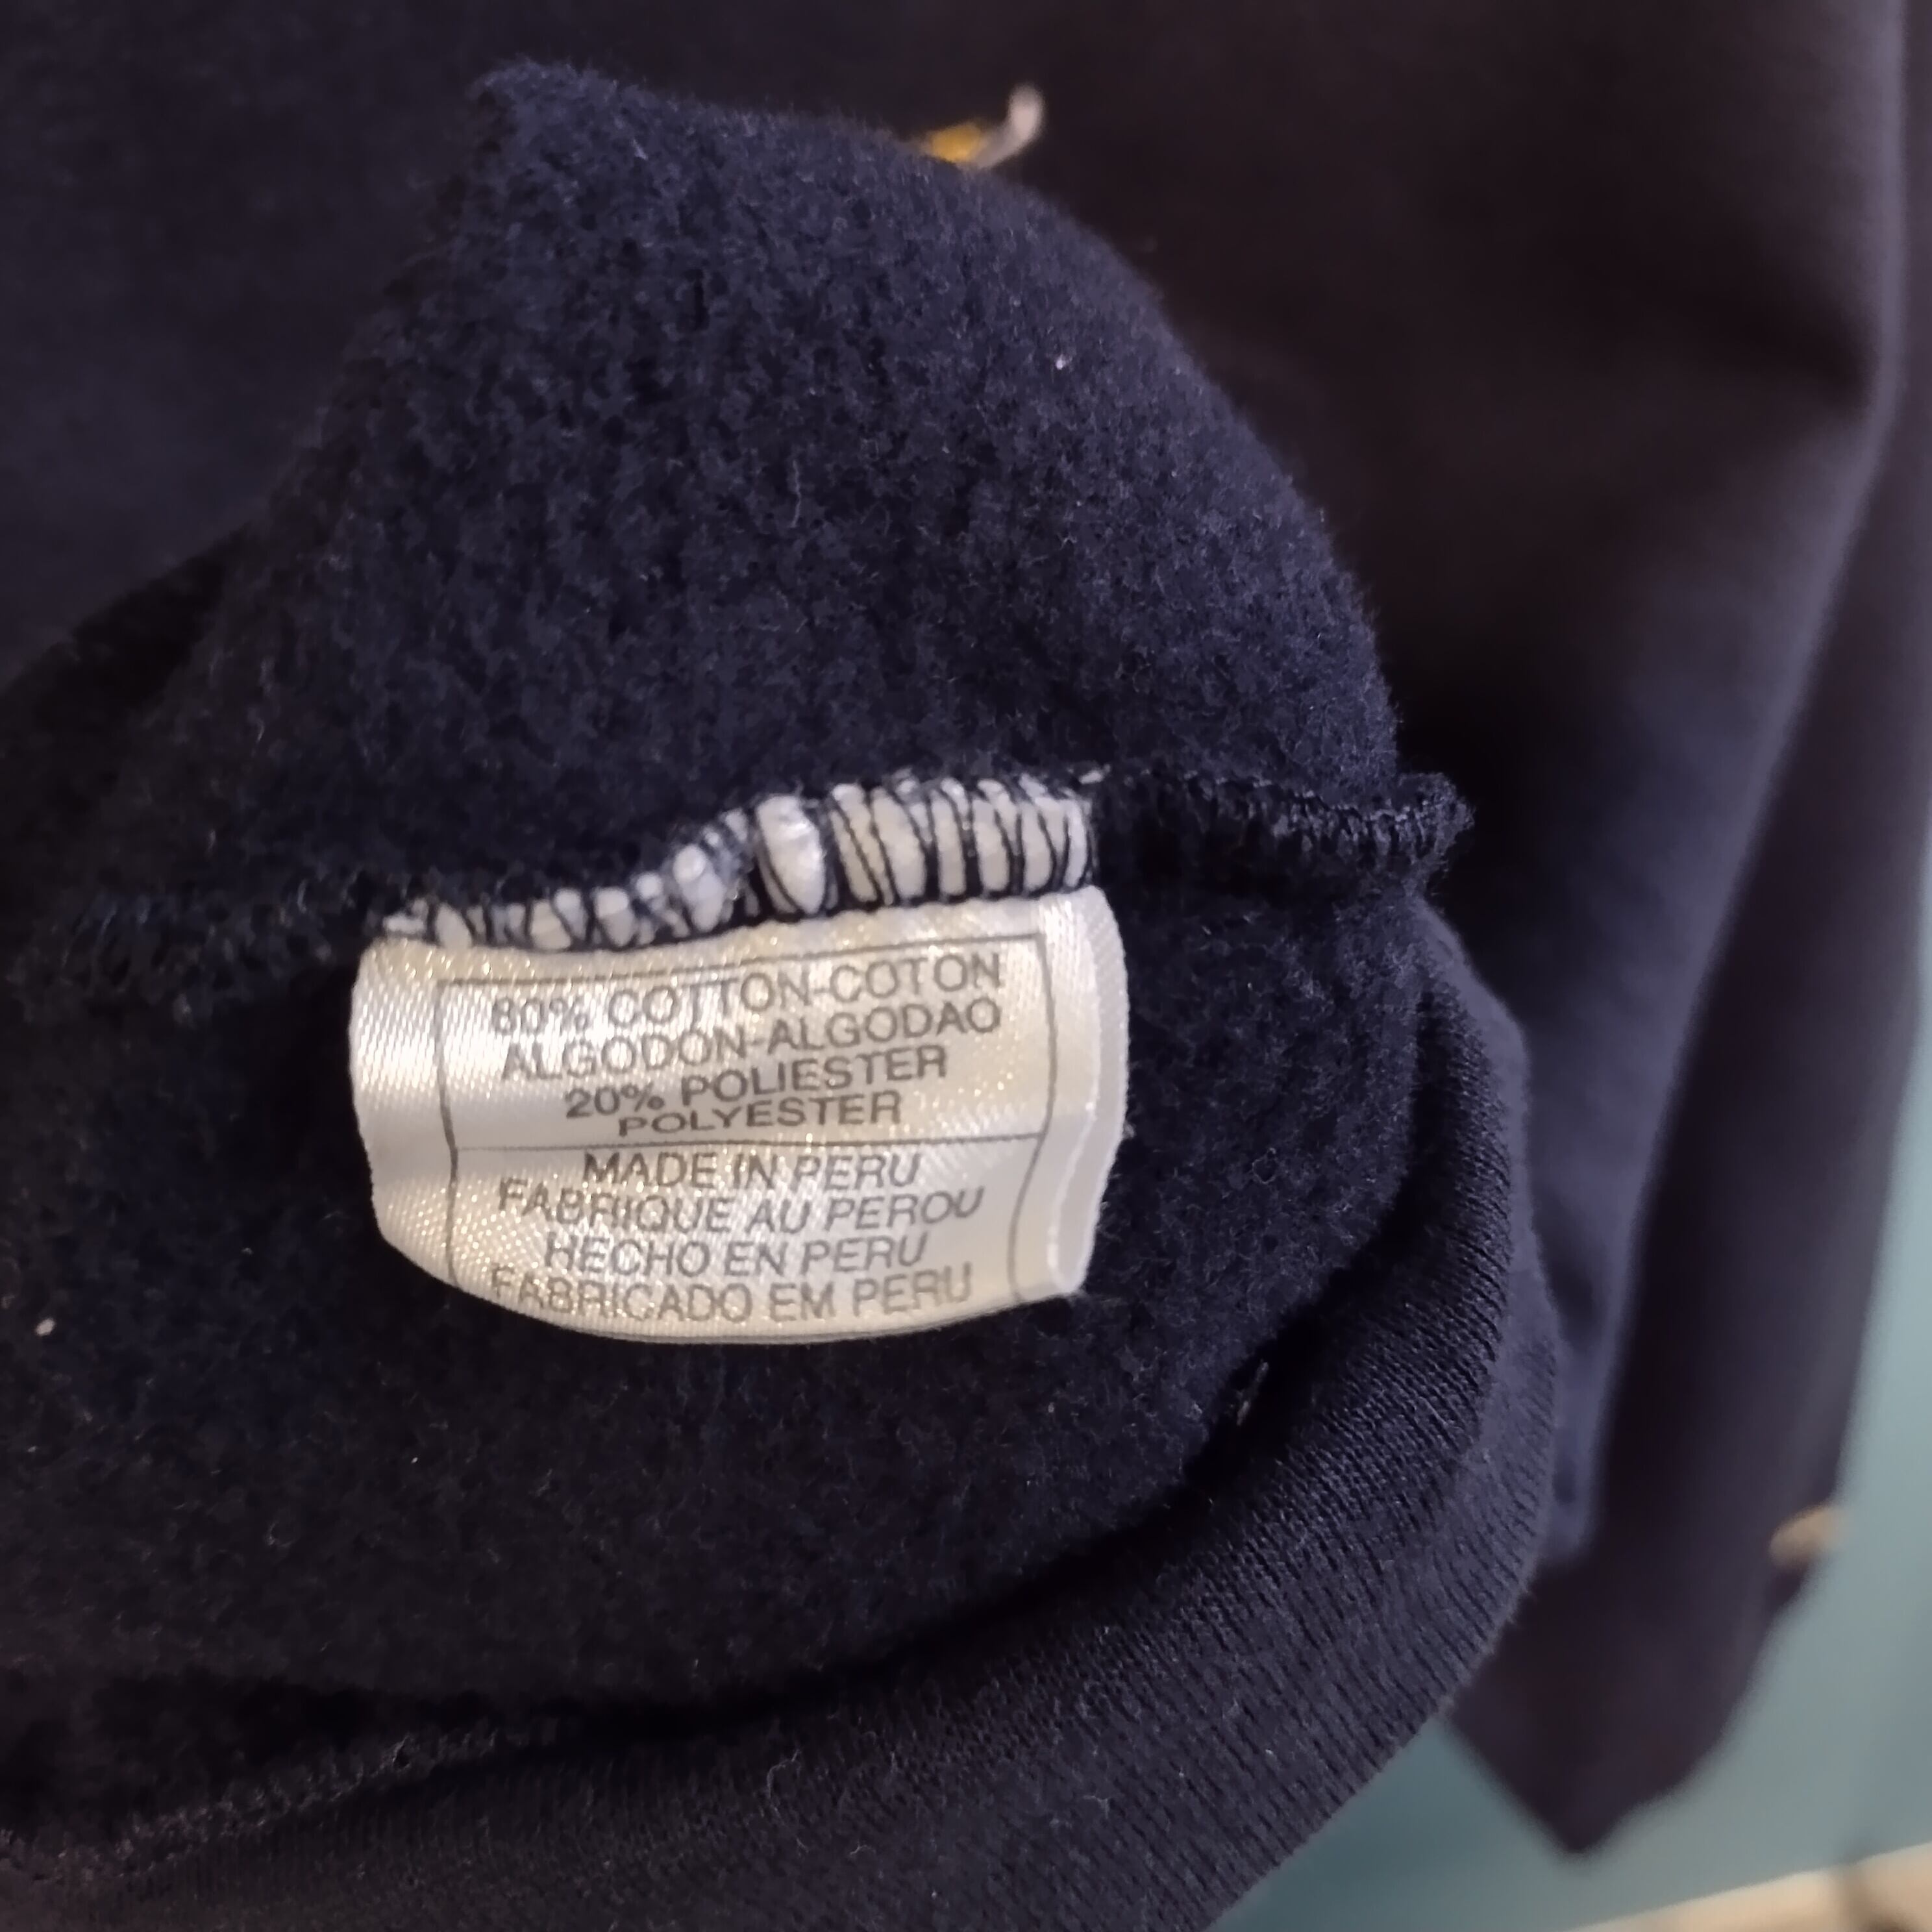 80% COTTON-COTON
ALGODON-ALGODAO
20% POLIESTER
POLYESTER
MADE IN PERU
FABRIQUE AU PEROU
HECHO EN PERU
FABRICADO EM PERU